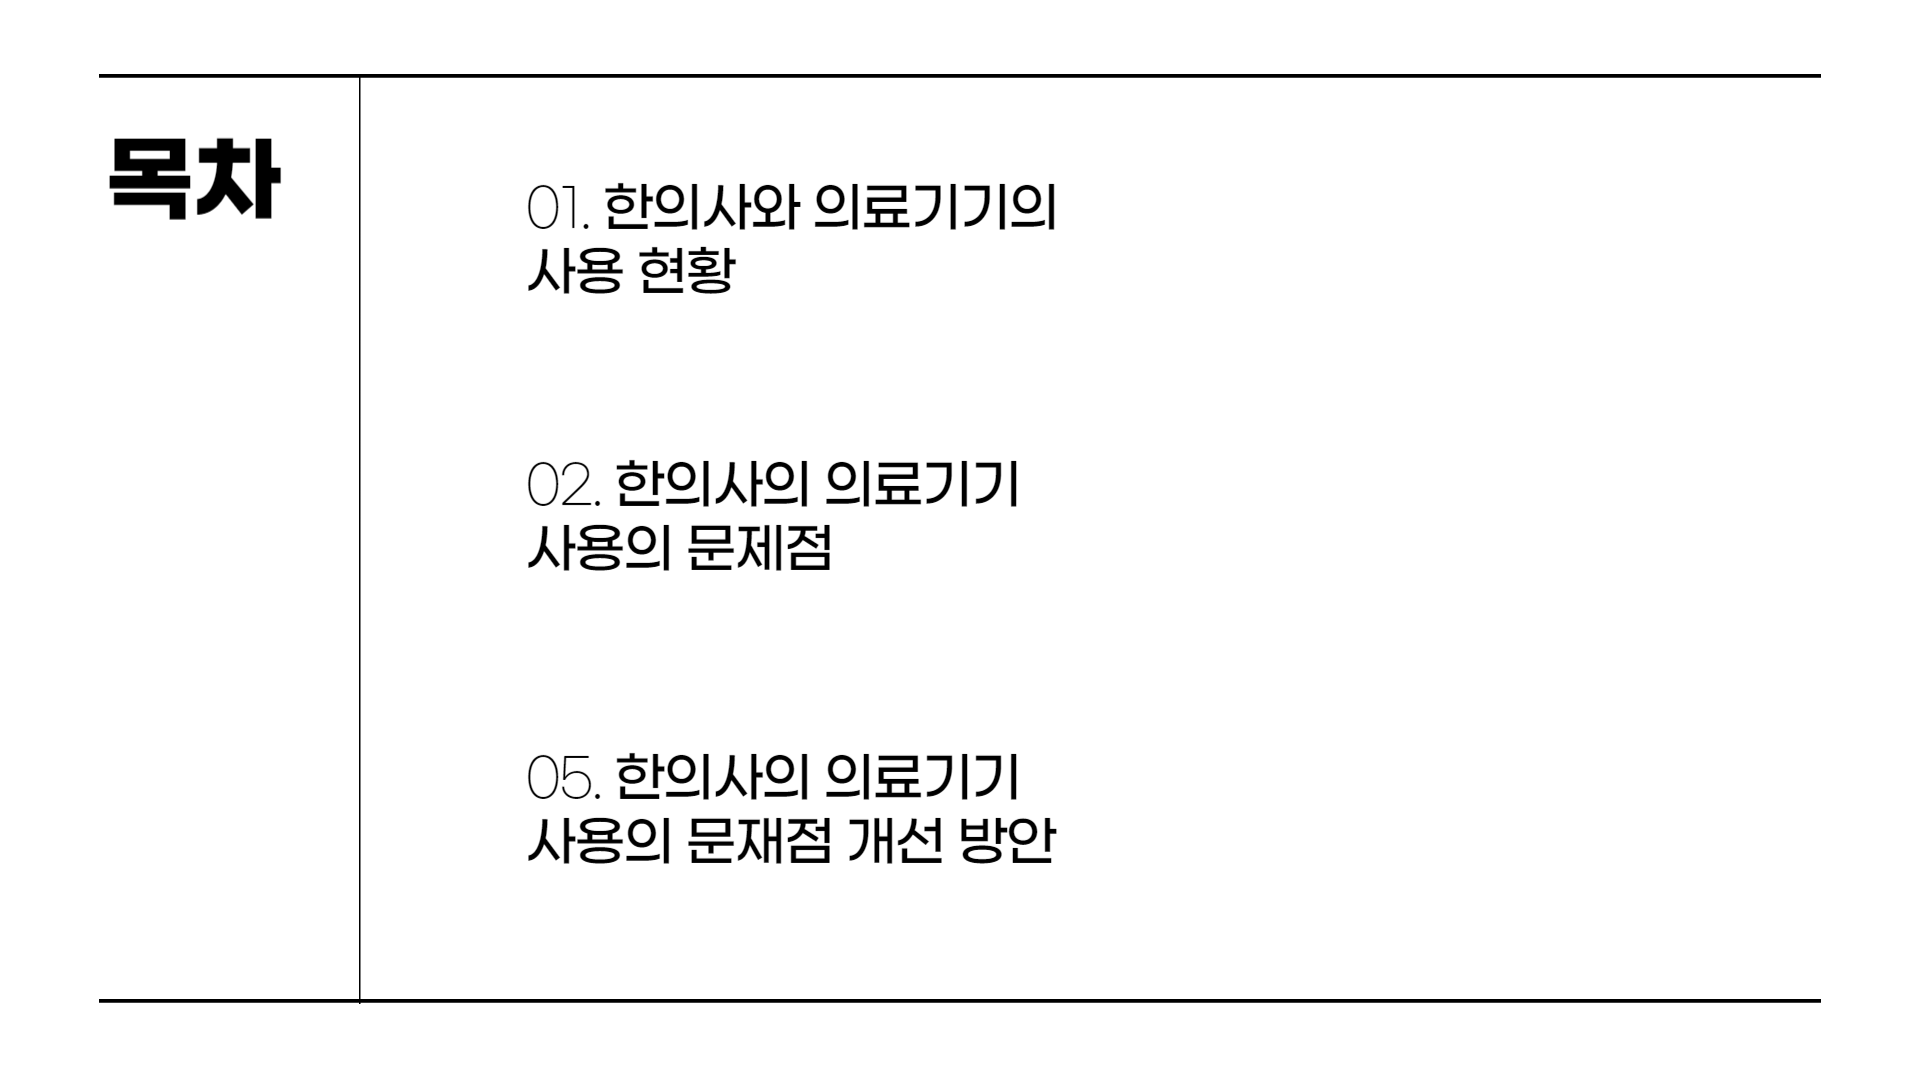 목차
01. 한의사와 의료기기의
사용 현황
02. 한의사의 의료기기
사용의 문제점
05. 한의사의 의료기기
사용의 문재점 개선 방안